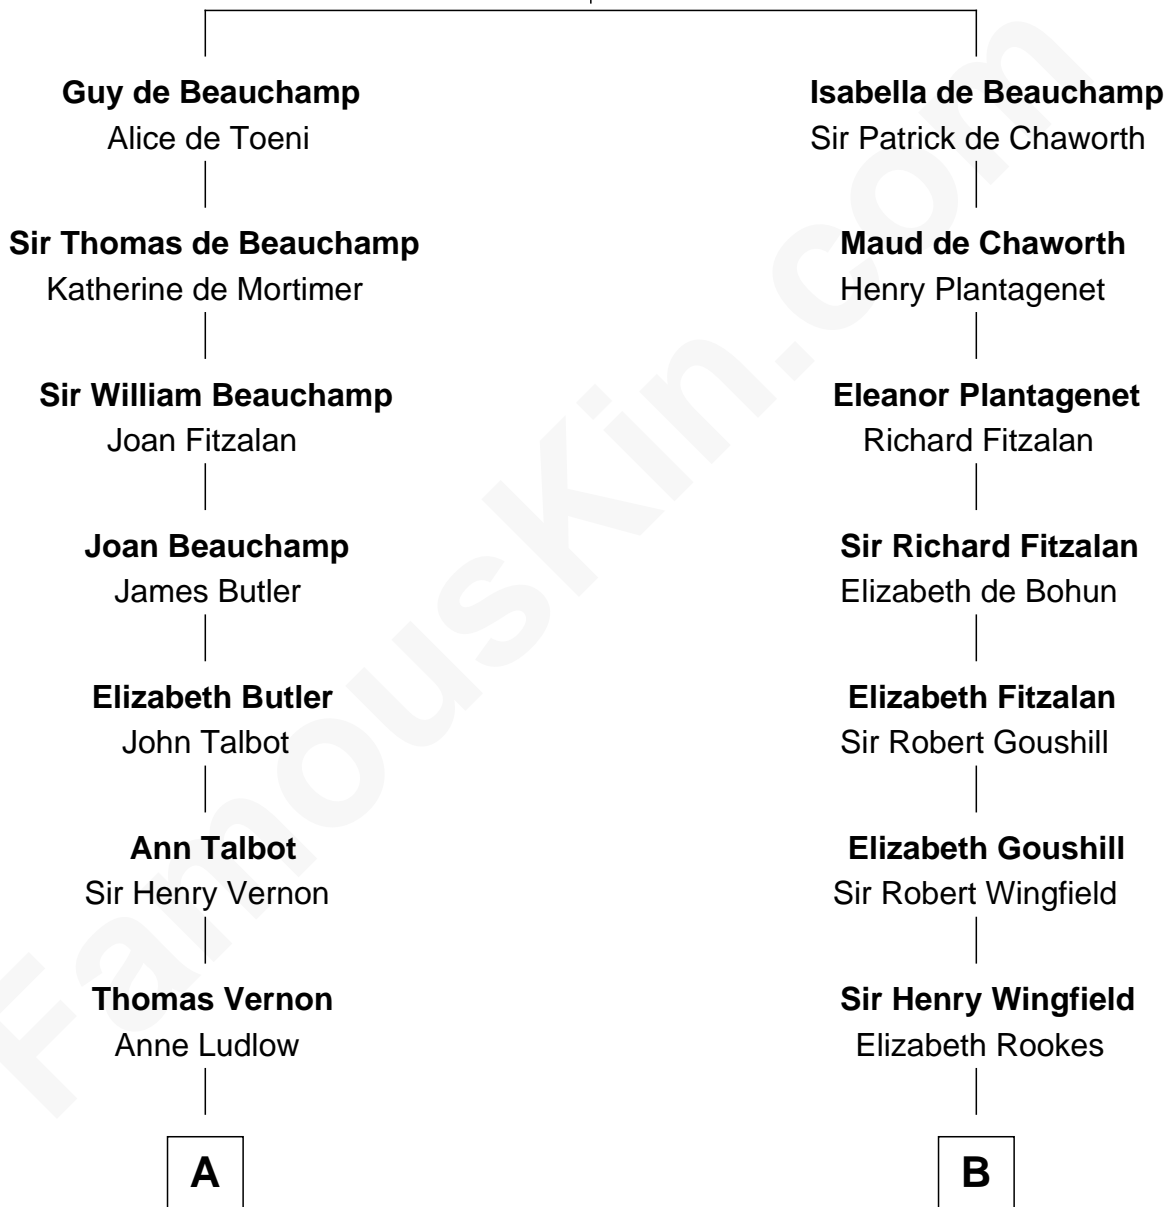 Guy de Beauchamp
Alice de Toeni
Sir Thomas de Beauchamp
Katherine de Mortimer
Sir William Beauchamp
Joan Fitzalan
Joan Beauchamp
James Butler
Elizabeth Butler
John Talbot
Ann Talbot
Sir Henry Vernon
Thomas Vernon
Anne Ludlow
A
Isabella de Beauchamp
Sir Patrick de Chaworth
Maud de Chaworth
Henry Plantagenet
Eleanor Plantagenet
Richard Fitzalan
Sir Richard Fitzalan
Elizabeth de Bohun
Elizabeth Fitzalan
Sir Robert Goushill
Elizabeth Goushill
Sir Robert Wingfield
Sir Henry Wingfield
Elizabeth Rookes
B
FamousKin.com